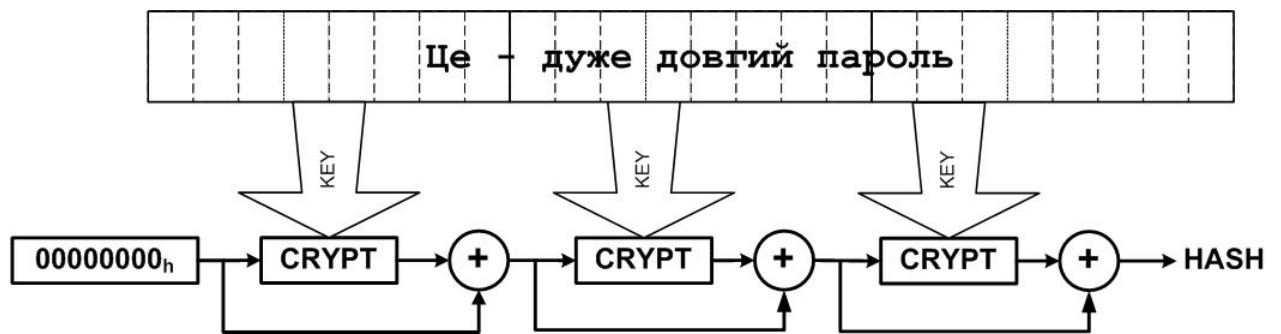 Це - дуже довгий пароль
KEY KEY KEY
00000000h CRYPT + CRYPT + CRYPT + HASH